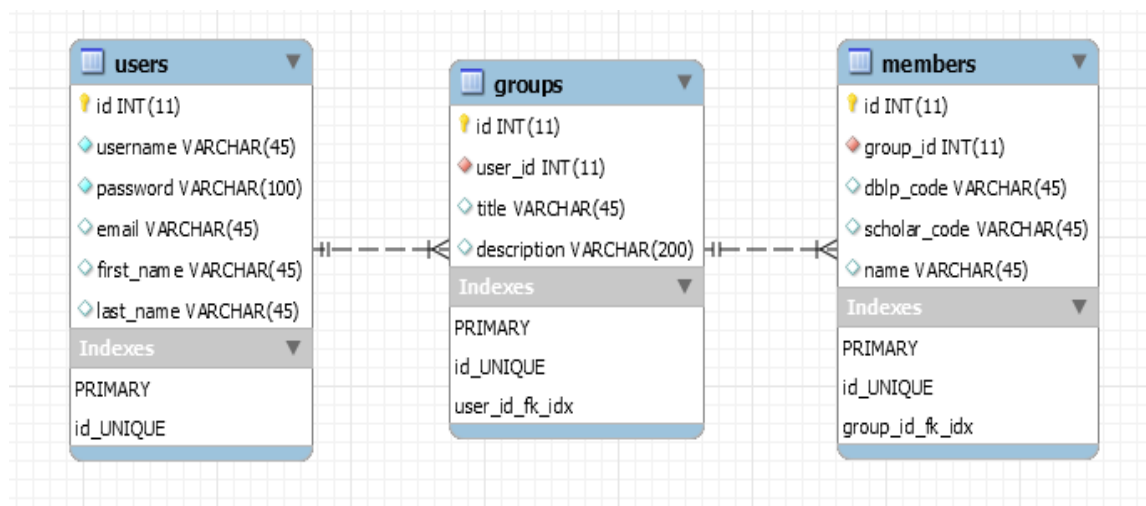 users
id INT(11)
username VARCHAR(45)
password VARCHAR(100)
email VARCHAR(45)
first_name VARCHAR(45)
last_name VARCHAR(45)
Indexes
PRIMARY
id_UNIQUE
groups
id INT(11)
user_id INT(11)
title VARCHAR(45)
description VARCHAR(200)
Indexes
PRIMARY
id_UNIQUE
user_id_fk_idx
members
id INT(11)
group_id INT(11)
dblp_code VARCHAR(45)
scholar_code VARCHAR(45)
name VARCHAR(45)
Indexes
PRIMARY
id_UNIQUE
group_id_fk_idx